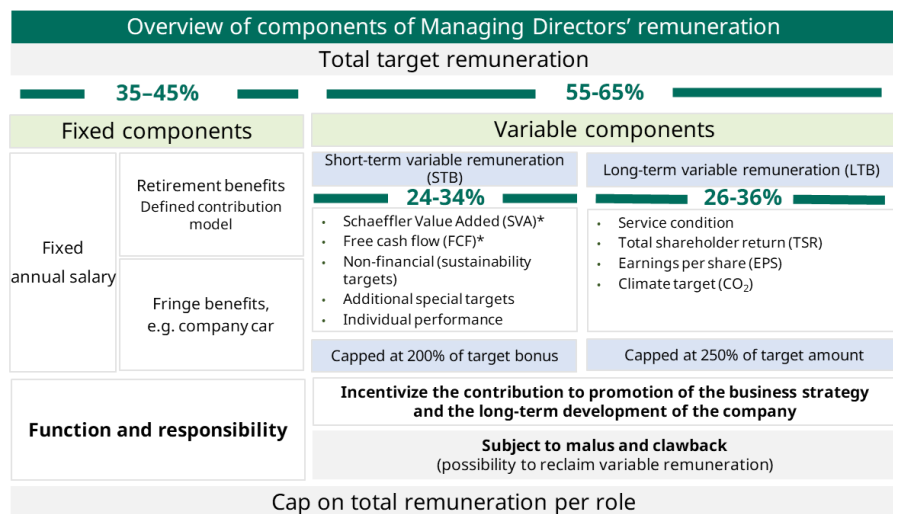 Overview of components of Managing Directors’ remuneration
Total target remuneration
35–45%
55-65%
Fixed components
Variable components
Fixed
annual salary
Retirement benefits
Defined contribution
model
Fringe benefits,
e.g. company car
Short-term variable remuneration
(STB)
24-34%
• Schaeffler Value Added (SVA)*
• Free cash flow (FCF)*
• Non-financial (sustainability
targets)
• Additional special targets
• Individual performance
Capped at 200% of target bonus
Long-term variable remuneration (LTB)
26-36%
• Service condition
• Total shareholder return (TSR)
• Earnings per share (EPS)
• Climate target (CO₂)
Capped at 250% of target amount
Function and responsibility
Incentivize the contribution to promotion of the business strategy
and the long-term development of the company
Subject to malus and clawback
(possibility to reclaim variable remuneration)
Cap on total remuneration per role